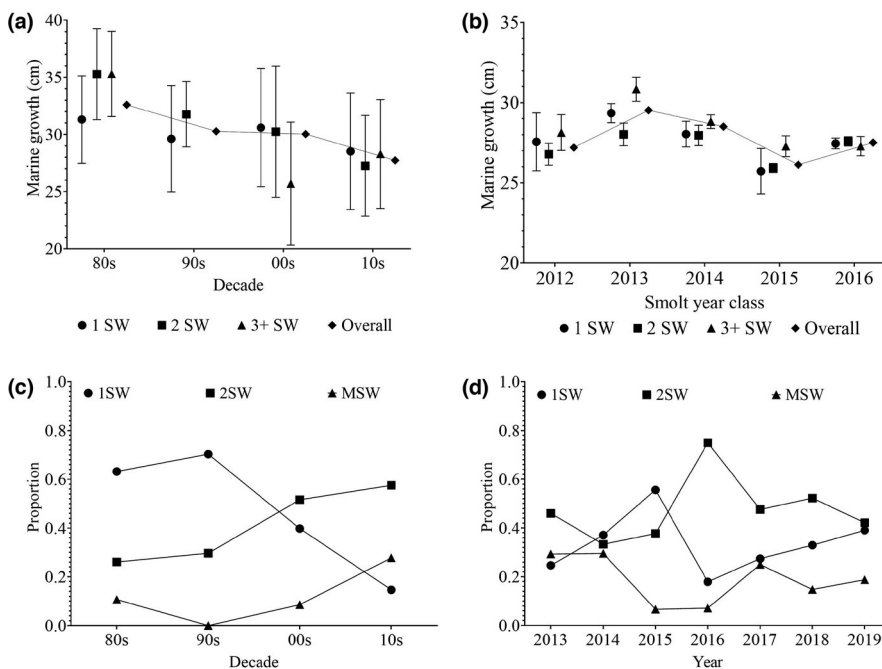 (a)
Marine growth (cm)
40
35
30
25
20
80s 90s 00s 10s
Decade
1 SW 2 SW 3+ SW Overall
(b)
Marine growth (cm)
35
30
25
20
2012 2013 2014 2015 2016
Smolt year class
1 SW 2 SW 3+ SW Overall
(c)
Proportion
1.0
0.8
0.6
0.4
0.2
0.0
1SW 2SW MSW
80s 90s 00s 10s
Decade
(d)
Proportion
1.0
0.8
0.6
0.4
0.2
0.0
1SW 2SW MSW
2013 2014 2015 2016 2017 2018 2019
Year